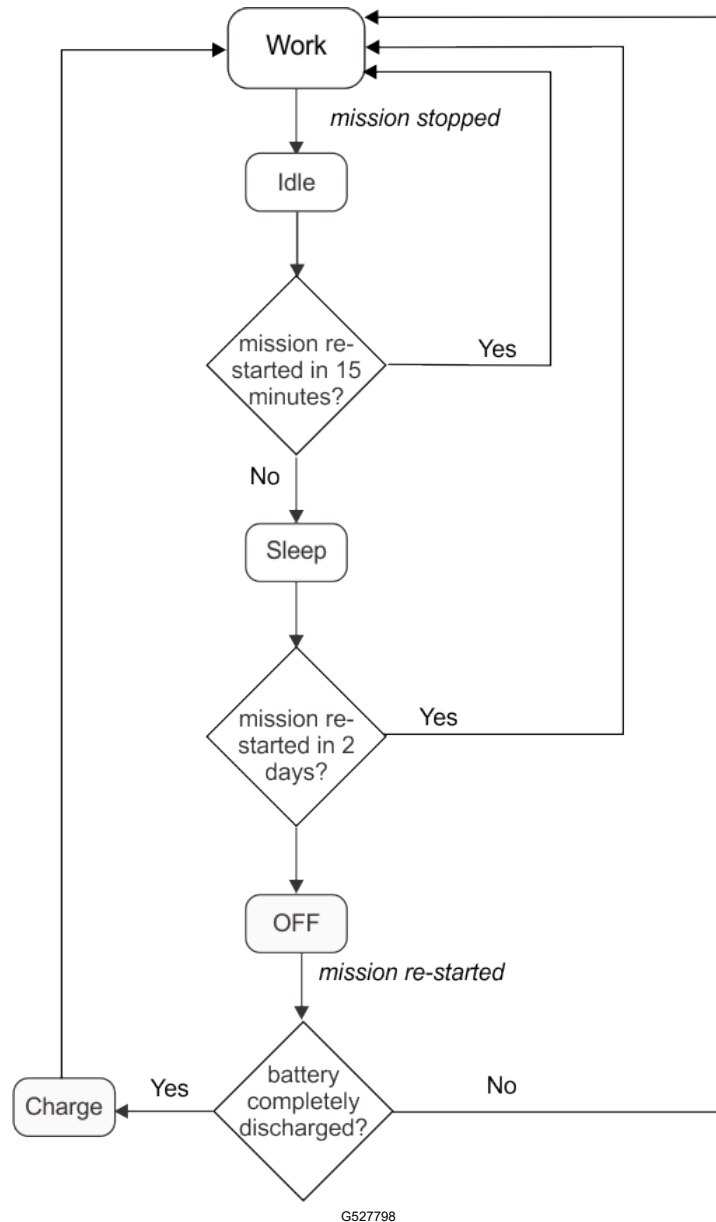 Work
mission stopped
Idle
mission re-
started in 15
minutes?
Yes
No
Sleep
mission re-
started in 2
days?
Yes
OFF
mission re-started
battery
completely
discharged?
Yes
No
Charge
G527798